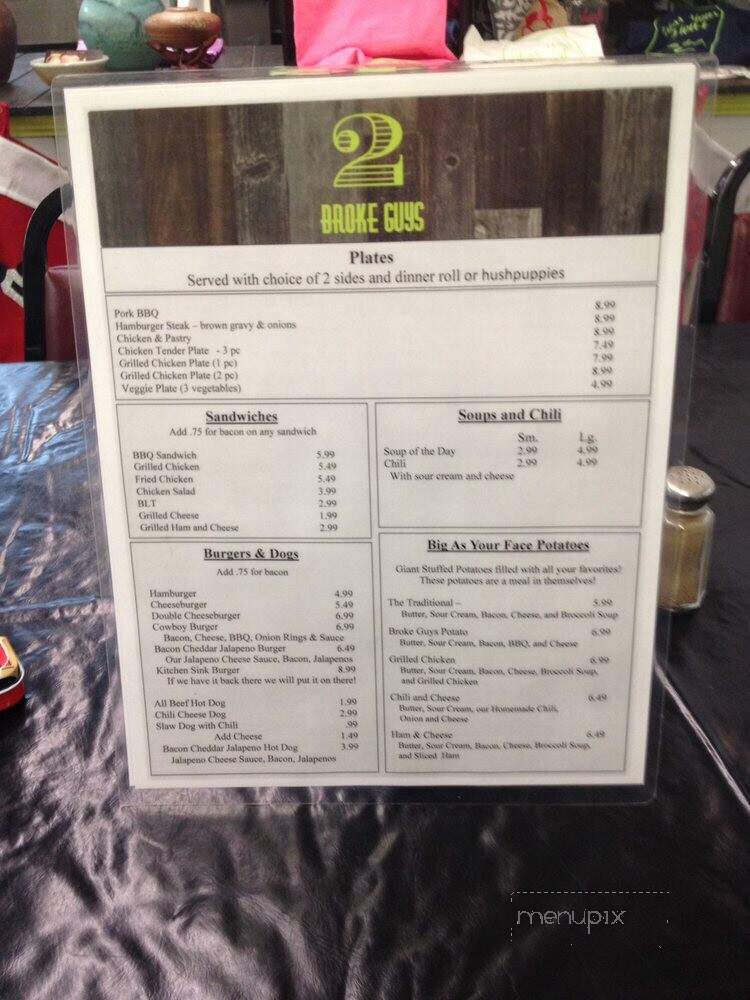 2
BROKE GUYS
Plates
Served with choice of 2 sides and dinner roll or hushpuppies
Pork BBQ 8.99
Hamburger Steak – brown gravy & onions 8.99
Chicken & Pastry 8.99
Chicken Tender Plate - 3 pc 7.49
Grilled Chicken Plate (1 pc) 7.99
Grilled Chicken Plate (2 pc) 8.99
Veggie Plate (3 vegetables) 4.99
Sandwiches
Add .75 for bacon on any sandwich
BBQ Sandwich 5.99
Grilled Chicken 5.49
Fried Chicken 5.49
Chicken Salad 3.99
BLT 2.99
Grilled Cheese 1.99
Grilled Ham and Cheese 2.99
Soups and Chili
Sm. Lg.
Soup of the Day 2.99 4.99
Chili 2.99 4.99
With sour cream and cheese
Burgers & Dogs
Add .75 for bacon
Hamburger 4.99
Cheeseburger 5.49
Double Cheeseburger 6.99
Cowboy Burger 6.99
Bacon, Cheese, BBQ, Onion Rings & Sauce
Bacon Cheddar Jalapeno Burger 6.49
Our Jalapeno Cheese Sauce, Bacon, Jalapenos
Kitchen Sink Burger 8.99
If we have it back there we will put it on there!
All Beef Hot Dog 1.99
Chili Cheese Dog 2.99
Slaw Dog with Chili .99
Add Cheese 1.49
Bacon Cheddar Jalapeno Hot Dog 3.99
Jalapeno Cheese Sauce, Bacon, Jalapenos
Big As Your Face Potatoes
Giant Stuffed Potatoes filled with all your favorites!
These potatoes are a meal in themselves!
The Traditional – 5.99
Butter, Sour Cream, Bacon, Cheese, and Broccoli Soup
Broke Guys Potato 6.99
Butter, Sour Cream, Bacon, BBQ, and Cheese
Grilled Chicken 6.99
Butter, Sour Cream, Bacon, Cheese, Broccoli Soup,
and Grilled Chicken
Chili and Cheese 6.49
Butter, Sour Cream, our Homemade Chili,
Onion and Cheese
Ham & Cheese 6.49
Butter, Sour Cream, Bacon, Cheese, Broccoli Soup,
and Sliced Ham
menupix